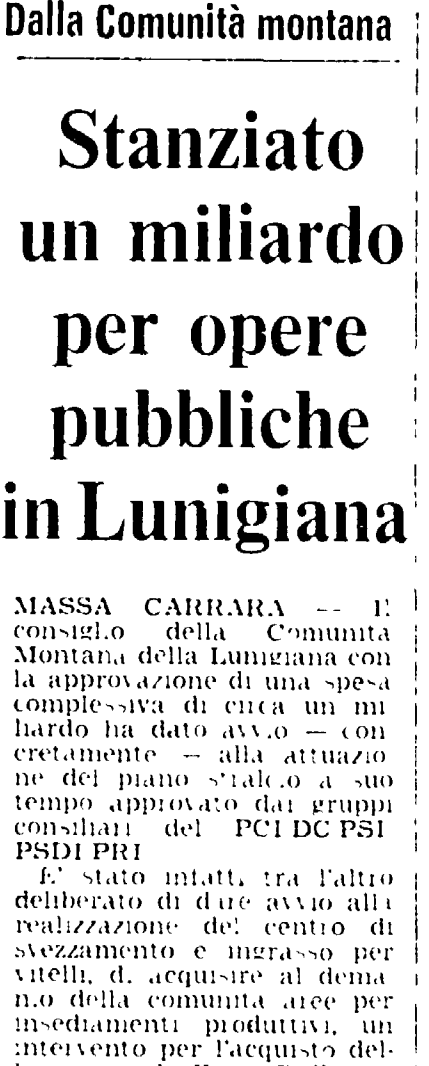 Dalla Comunità montana
Stanziato
un miliardo
per opere
pubbliche
in Lunigiana
MASSA CARRARA -- Il
consiglio della Comunita
Montana della Lunigiana con
la approvazione di una spesa
complessiva di circa un mi
liardo ha dato avvio — con
cretamente — alla attuazio
ne del piano stralcio a suo
tempo approvato dai gruppi
consiliari del PCI DC PSI
PSDI PRI
E' stato infatti tra l'altro
deliberato di dare avvio alla
realizzazione del centro di
svezzamento e ingrasso per
vitelli, di acquisire al dema
nio della comunita aree per
insediamenti produttivi, un
intervento per l'acquisto del-